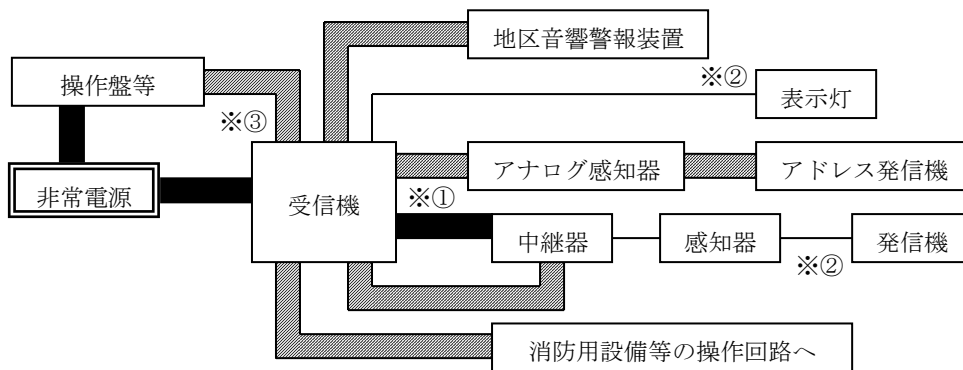 地区音響警報装置
※②
操作盤等
表示灯
※③
アナログ感知器
アドレス発信機
非常電源
受信機
※①
中継器
感知器
発信機
※②
消防用設備等の操作回路へ